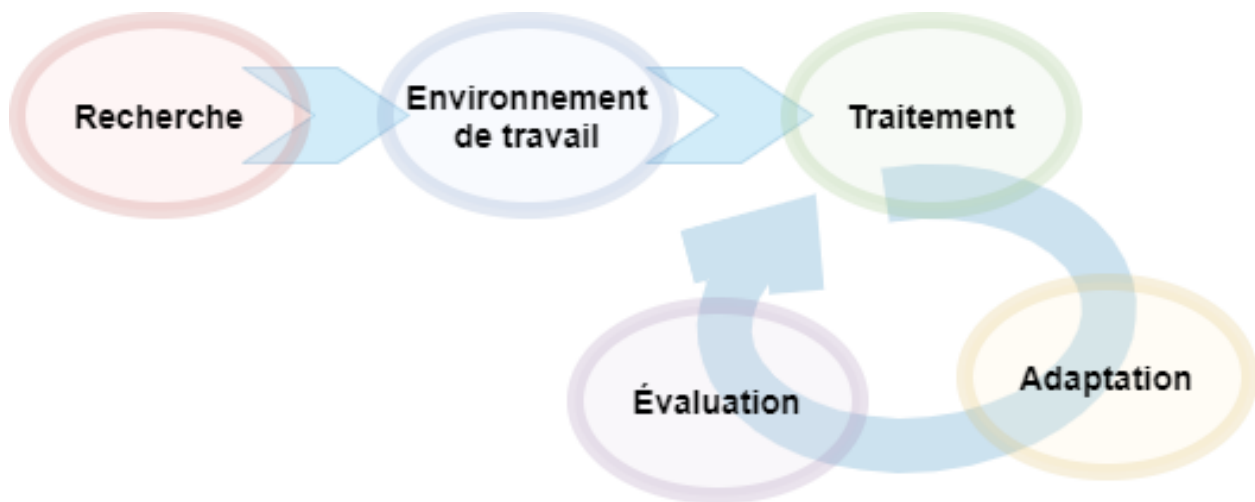 Recherche
Environnement
de travail
Traitement
Adaptation
Évaluation